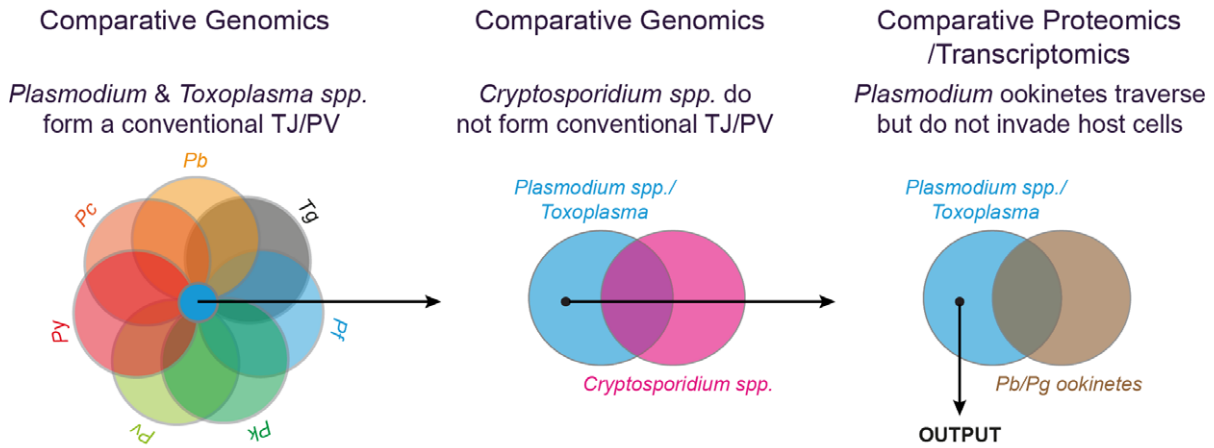 Comparative Genomics
Plasmodium & Toxoplasma spp.
form a conventional TJ/PV
Pb
Tg
Pc
Pf
Py
Pv
Pk
Comparative Genomics
Cryptosporidium spp. do
not form conventional TJ/PV
Plasmodium spp./
Toxoplasma
Cryptosporidium spp.
Comparative Proteomics
/Transcriptomics
Plasmodium ookinetes traverse
but do not invade host cells
Plasmodium spp./
Toxoplasma
Pb/Pg ookinetes
OUTPUT